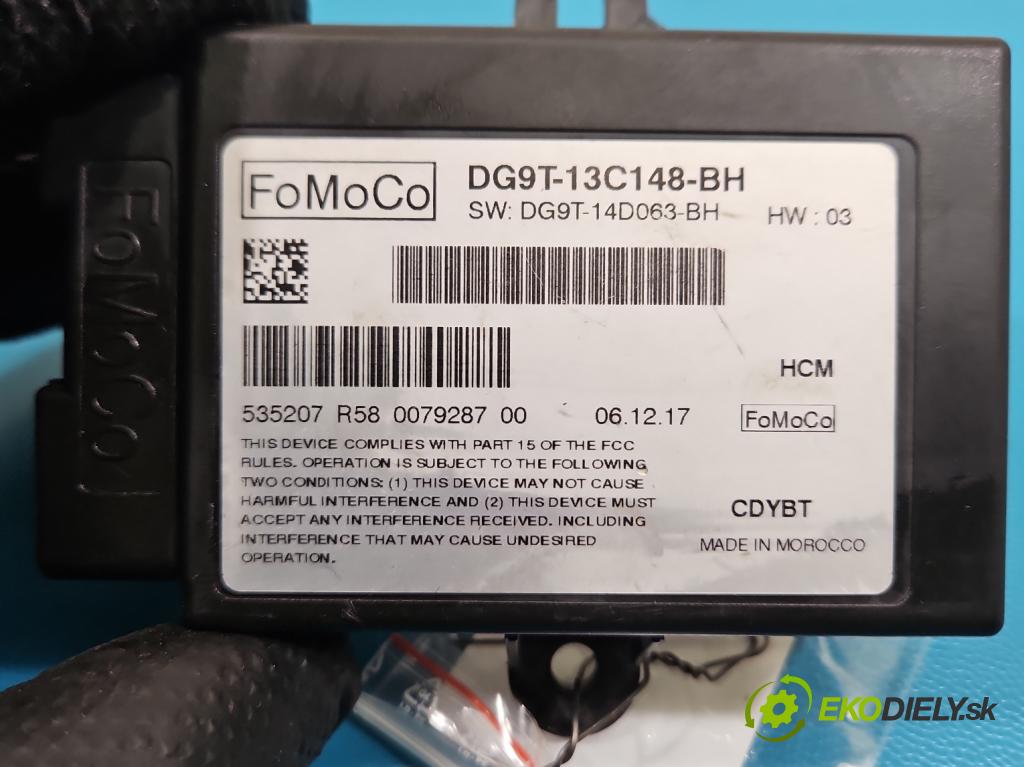 FoMoCo
FoMoCo DG9T-13C148-BH
SW: DG9T-14D063-BH HW : 03
HCM
535207 R58 0079287 00 06.12.17 FoMoCo
THIS DEVICE COMPLIES WITH PART 15 OF THE FCC
RULES. OPERATION IS SUBJECT TO THE FOLLOWING
TWO CONDITIONS: (1) THIS DEVICE MAY NOT CAUSE
HARMFUL INTERFERENCE AND (2) THIS DEVICE MUST
ACCEPT ANY INTERFERENCE RECEIVED. INCLUDING
INTERFERENCE THAT MAY CAUSE UNDESIRED
OPERATION.
CDYBT
MADE IN MOROCCO
EKODIELY.sk